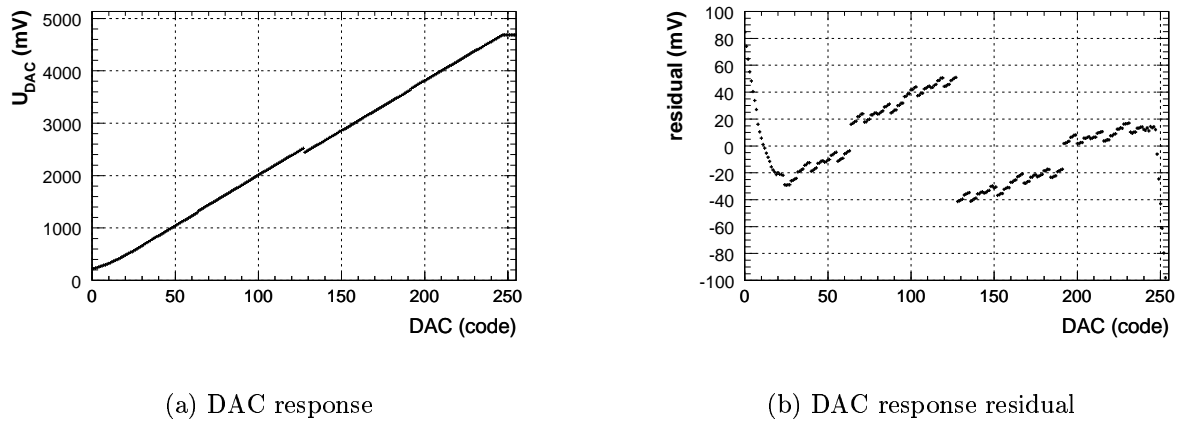 U_DAC (mV)
5000
4000
3000
2000
1000
0
0 50 100 150 200 250
DAC (code)
residual (mV)
100
80
60
40
20
0
-20
-40
-60
-80
-100
0 50 100 150 200 250
DAC (code)
(a) DAC response
(b) DAC response residual